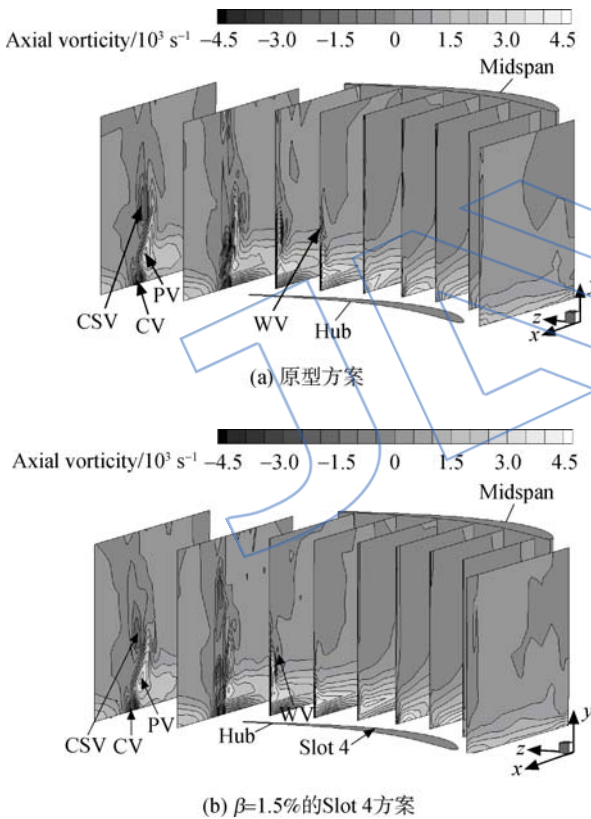 Axial vorticity/10³ s⁻¹ −4.5 −3.0 −1.5 0 1.5 3.0 4.5
Midspan
CSV
PV
CV
WV
Hub
z
x
(a) 原型方案
Axial vorticity/10³ s⁻¹ −4.5 −3.0 −1.5 0 1.5 3.0 4.5
Midspan
CSV
PV
CV
WV
Hub
Slot 4
y
z
x
(b) β=1.5%的Slot 4方案